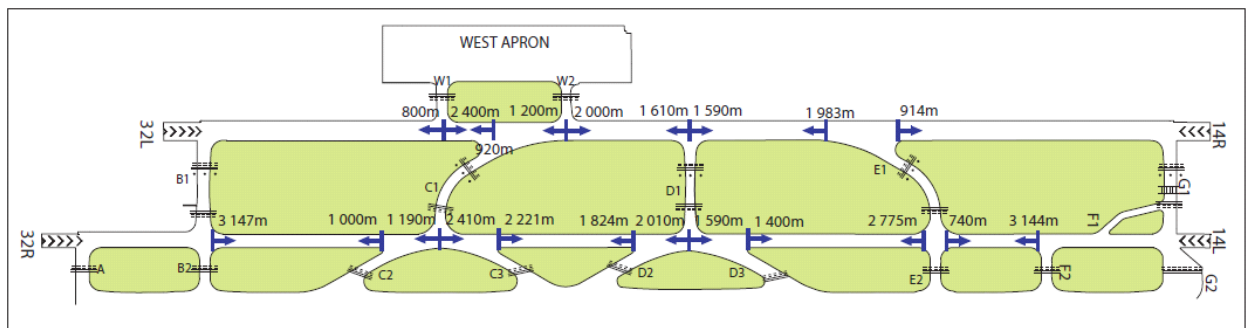 WEST APRON
W1
W2
800m
2 400m
1 200m
2 000m
1 610m
1 590m
1 983m
914m
32L
14R
920m
B1
C1
D1
E1
G1
3 147m
1 000m
1 190m
2 410m
2 221m
1 824m
2 010m
1 590m
1 400m
2 775m
740m
3 144m
F1
32R
14L
A
B2
C2
C3
D2
D3
E2
F2
G2